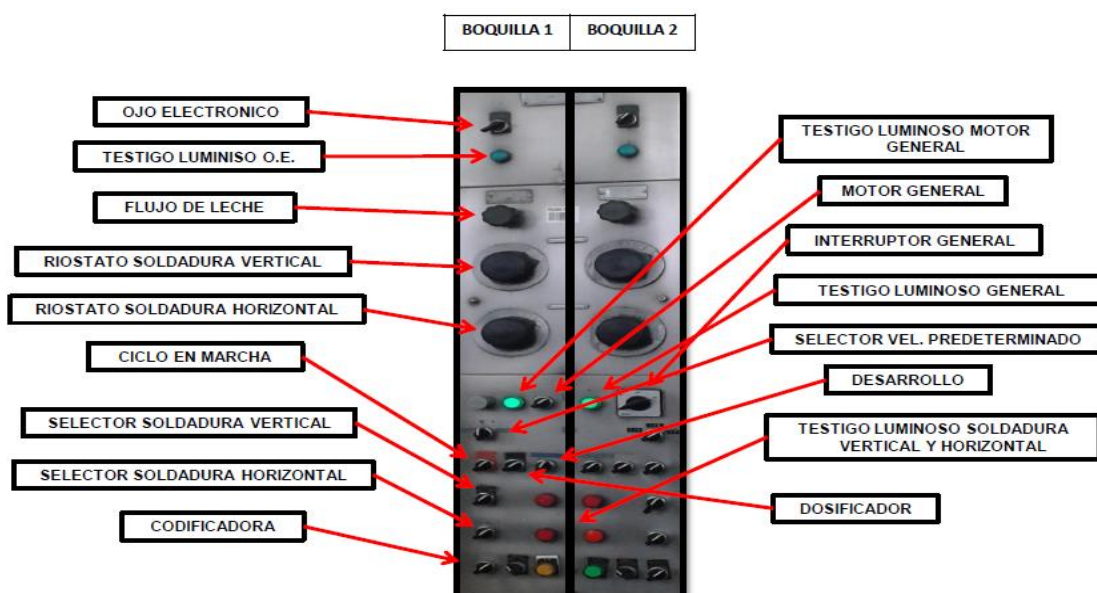 BOQUILLA 1
BOQUILLA 2
OJO ELECTRONICO
TESTIGO LUMINISO O.E.
FLUJO DE LECHE
RIOSTATO SOLDADURA VERTICAL
RIOSTATO SOLDADURA HORIZONTAL
CICLO EN MARCHA
SELECTOR SOLDADURA VERTICAL
SELECTOR SOLDADURA HORIZONTAL
CODIFICADORA
TESTIGO LUMINOSO MOTOR
GENERAL
MOTOR GENERAL
INTERRUPTOR GENERAL
TESTIGO LUMINOSO GENERAL
SELECTOR VEL. PREDETERMINADO
DESARROLLO
TESTIGO LUMINOSO SOLDADURA
VERTICAL Y HORIZONTAL
DOSIFICADOR